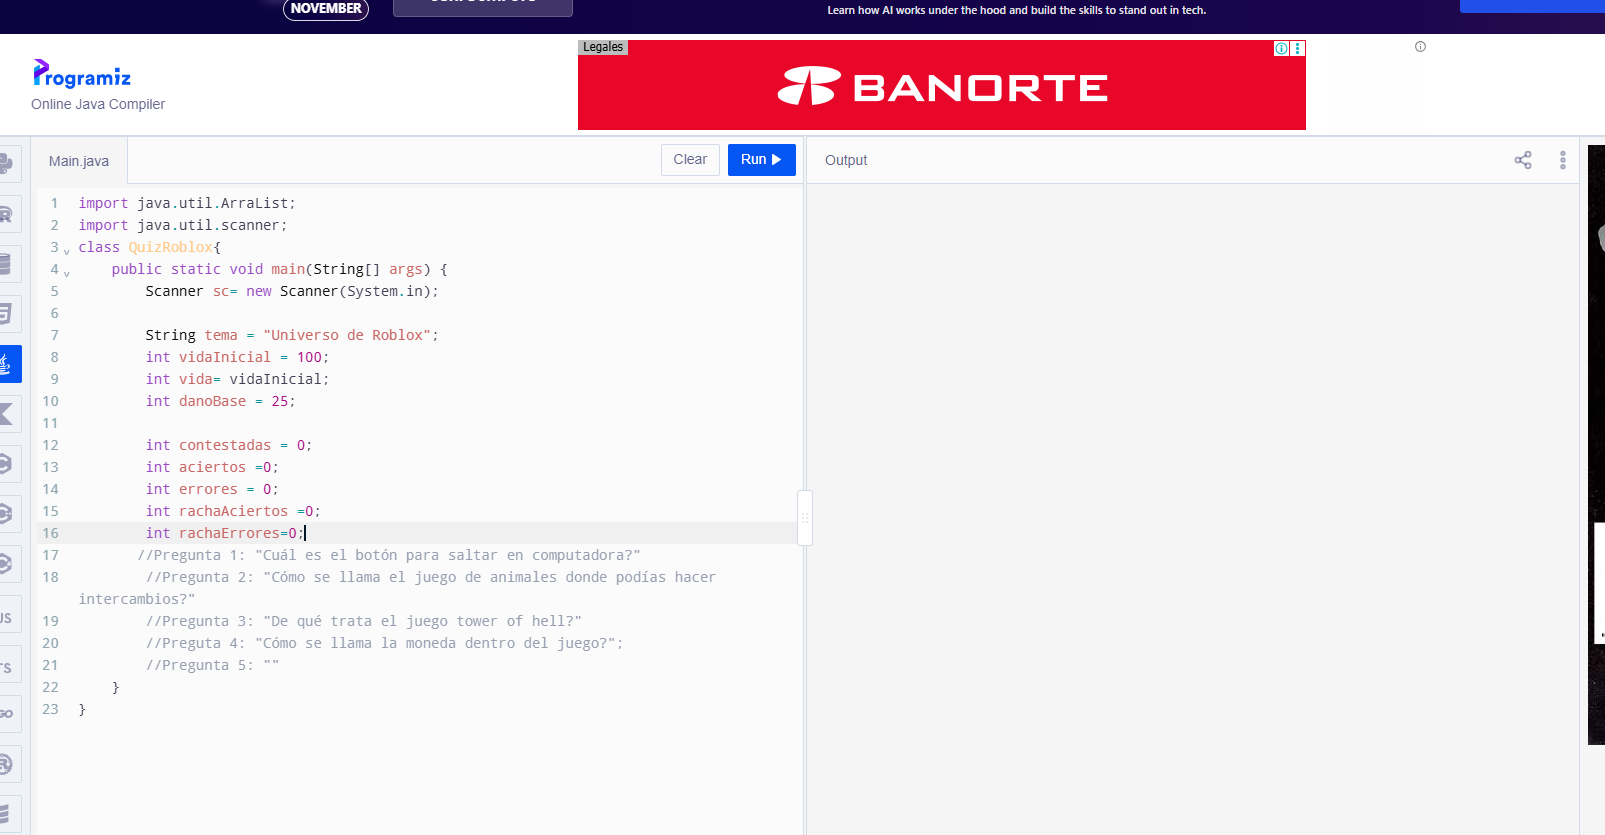 NOVEMBER
Learn how AI works under the hood and build the skills to stand out in tech.
Legales
BANORTE
Programiz
Online Java Compiler
Main.java
Clear
Run
Output
1 import java.util.ArraList;
2 import java.util.scanner;
3 class QuizRoblox{
4 public static void main(String[] args) {
5 Scanner sc= new Scanner(System.in);
6
7 String tema = "Universo de Roblox";
8 int vidaInicial = 100;
9 int vida= vidaInicial;
10 int danoBase = 25;
11
12 int contestadas = 0;
13 int aciertos =0;
14 int errores = 0;
15 int rachaAciertos =0;
16 int rachaErrores=0;
17 //Pregunta 1: "Cuál es el botón para saltar en computadora?"
18 //Pregunta 2: "Cómo se llama el juego de animales donde podías hacer
intercambios?"
19 //Pregunta 3: "De qué trata el juego tower of hell?"
20 //Preguta 4: "Cómo se llama la moneda dentro del juego?";
21 //Pregunta 5: ""
22 }
23 }
JS
TS
GO